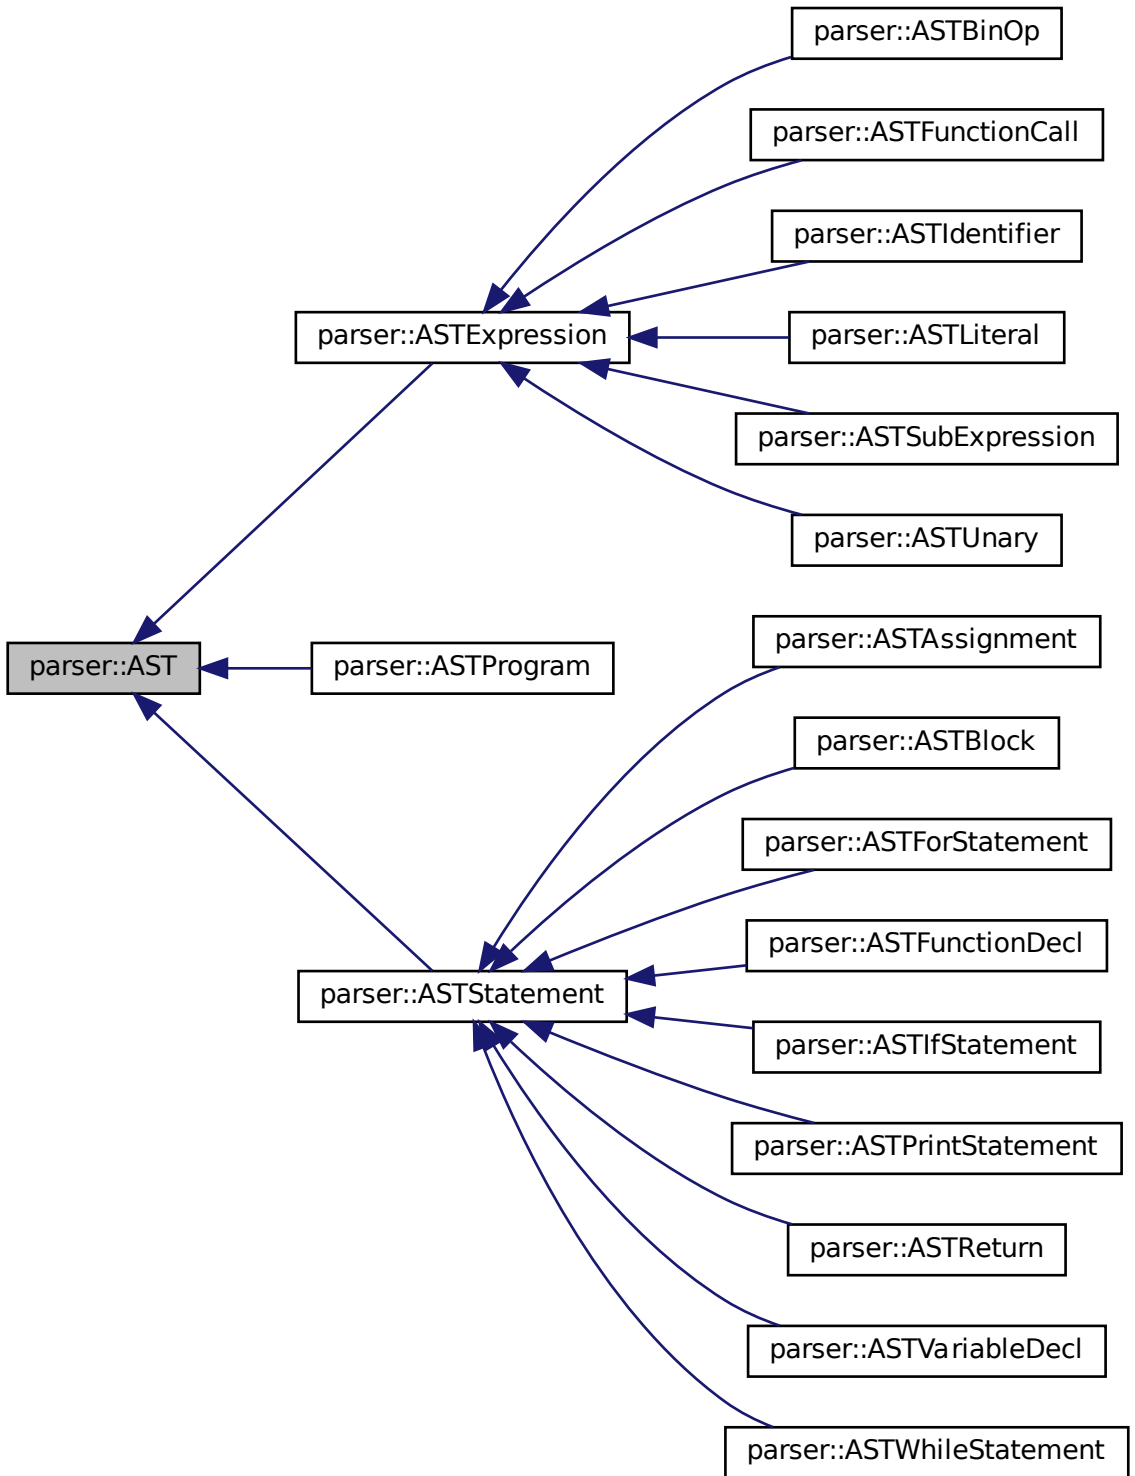 parser::ASTBinOp
parser::ASTFunctionCall
parser::ASTIdentifier
parser::ASTExpression
parser::ASTLiteral
parser::ASTSubExpression
parser::ASTUnary
parser::ASTAssignment
parser::AST
parser::ASTProgram
parser::ASTBlock
parser::ASTForStatement
parser::ASTFunctionDecl
parser::ASTStatement
parser::ASTIfStatement
parser::ASTPrintStatement
parser::ASTReturn
parser::ASTVariableDecl
parser::ASTWhileStatement